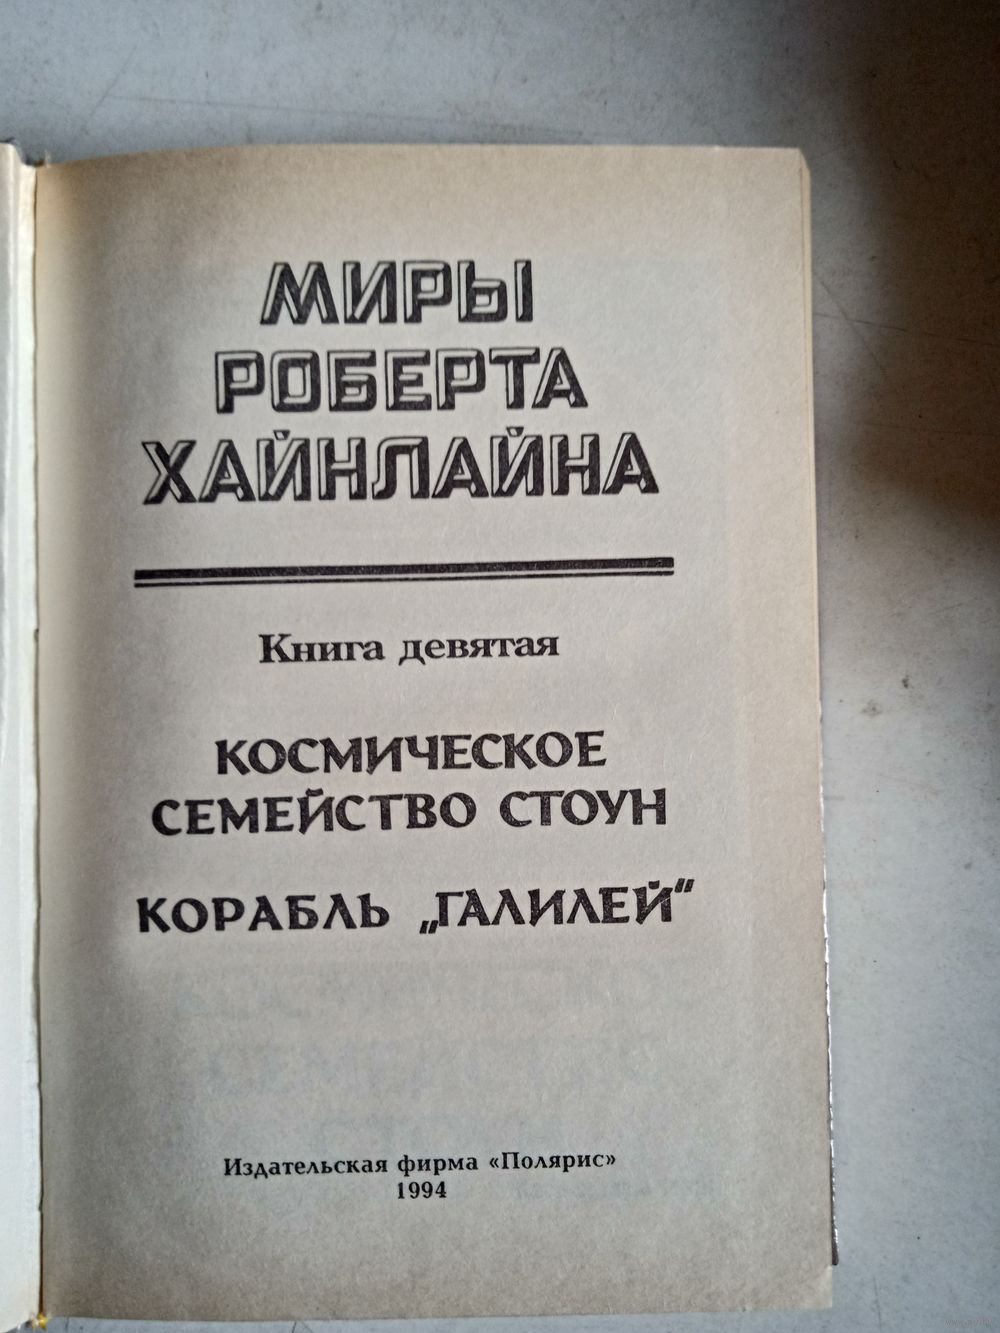 МИРЫ
РОБЕРТА
ХАЙНЛАЙНА
Книга девятая
КОСМИЧЕСКОЕ
СЕМЕЙСТВО СТОУН
КОРАБЛЬ „ГАЛИЛЕЙ“
Издательская фирма «Полярис»
1994